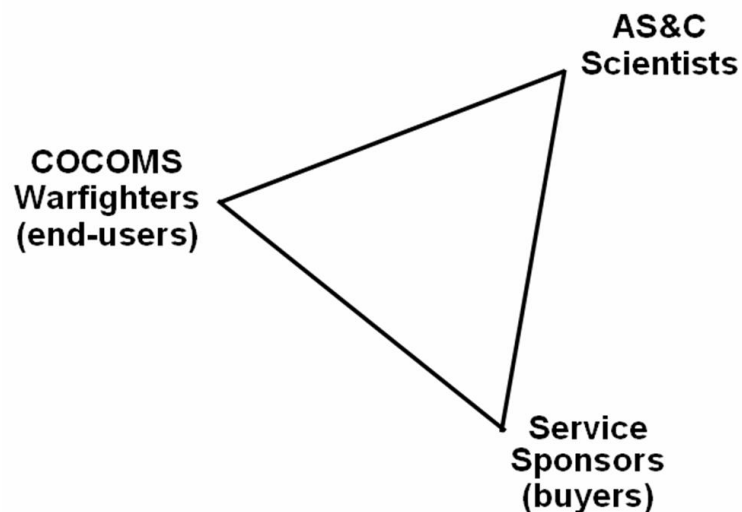 AS&C
Scientists
COCOMS
Warfighters
(end-users)
Service
Sponsors
(buyers)